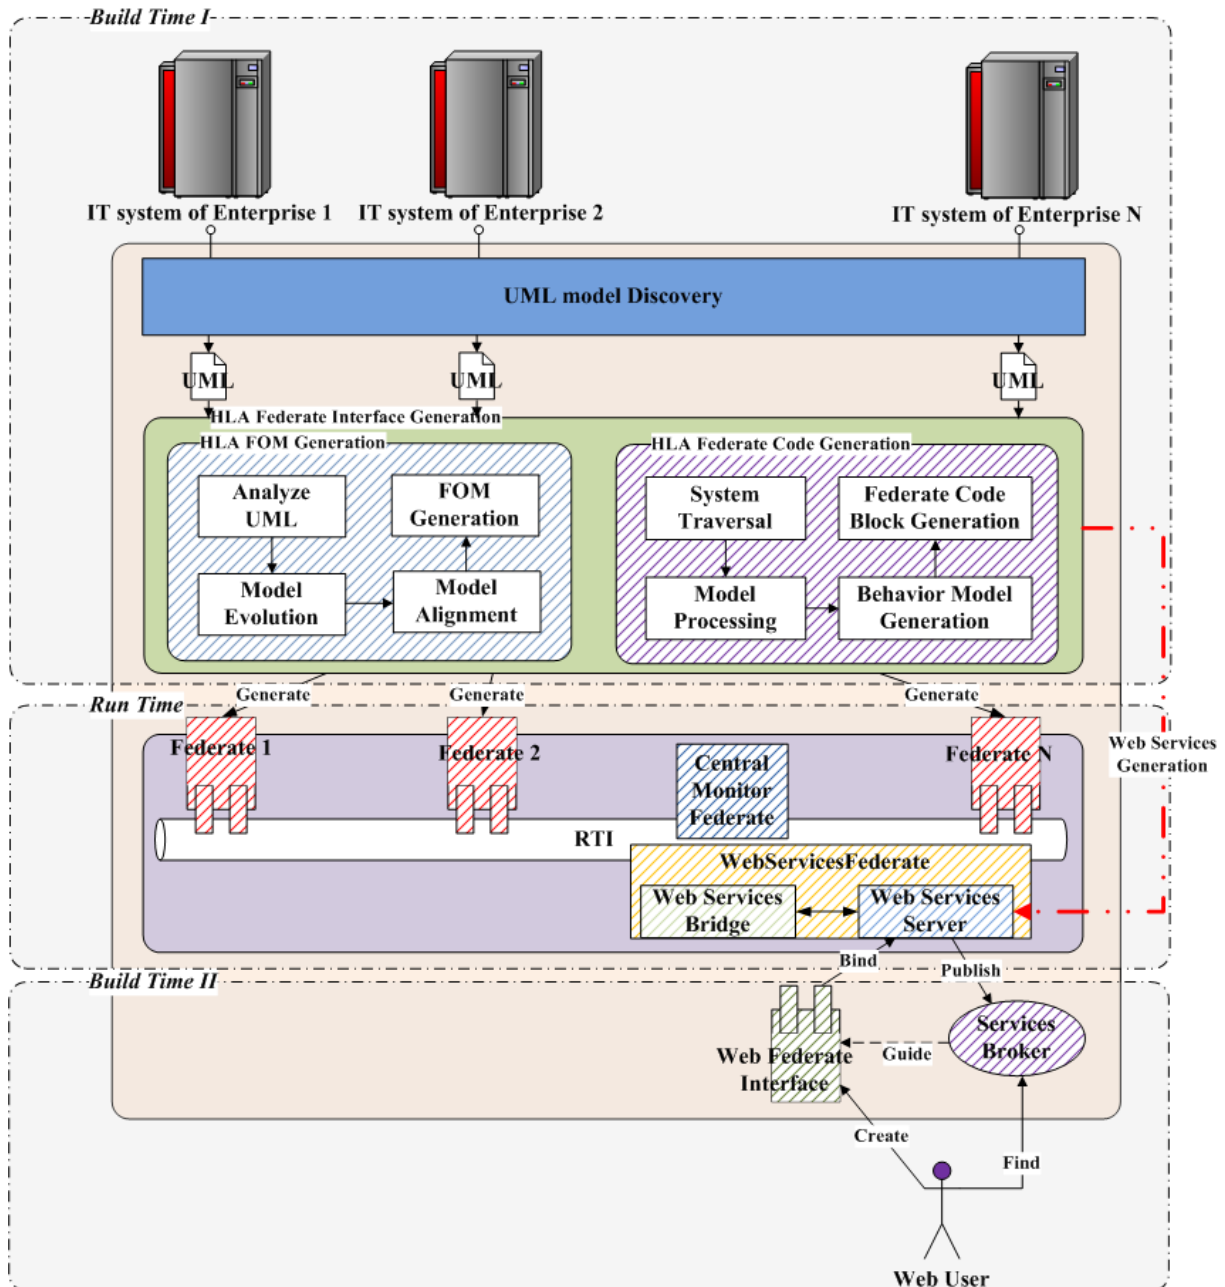 Build Time I
IT system of Enterprise 1
IT system of Enterprise 2
IT system of Enterprise N
UML model Discovery
UML
UML
UML
HLA Federate Interface Generation
HLA FOM Generation
Analyze
UML
FOM
Generation
Model
Evolution
Model
Alignment
HLA Federate Code Generation
System
Traversal
Federate Code
Block Generation
Model
Processing
Behavior Model
Generation
Generate
Generate
Generate
Run Time
Federate 1
Federate 2
Federate N
Web Services
Generation
Central
Monitor
Federate
RTI
WebServicesFederate
Web Services
Bridge
Web Services
Server
Bind
Publish
Build Time II
Web Federate
Interface
Guide
Services
Broker
Create
Find
Web User